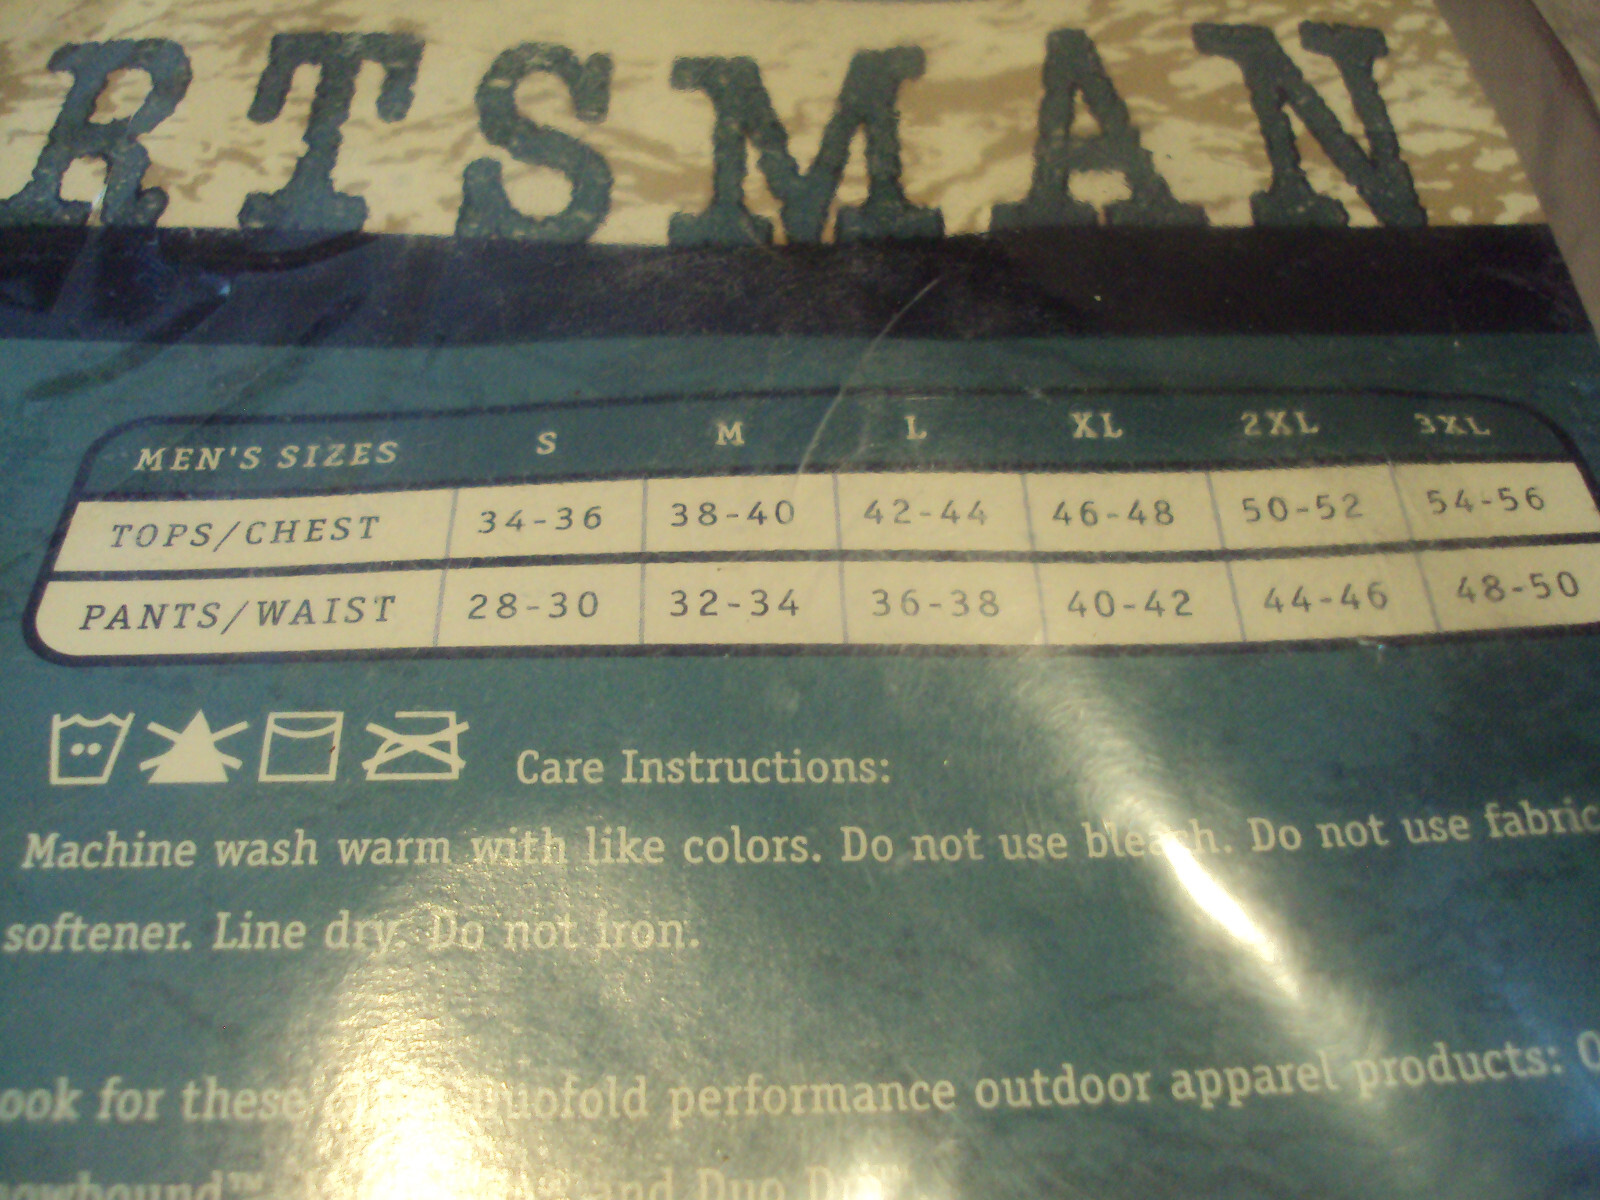 RTSMAN
MEN'S SIZES S M L XL 2XL 3XL
TOPS/CHEST 34-36 38-40 42-44 46-48 50-52 54-56
PANTS/WAIST 28-30 32-34 36-38 40-42 44-46 48-50
Care Instructions:
Machine wash warm with like colors. Do not use bleach. Do not use fabric
softener. Line dry. Do not iron.
ook for these Duofold performance outdoor apparel products:
and Duo